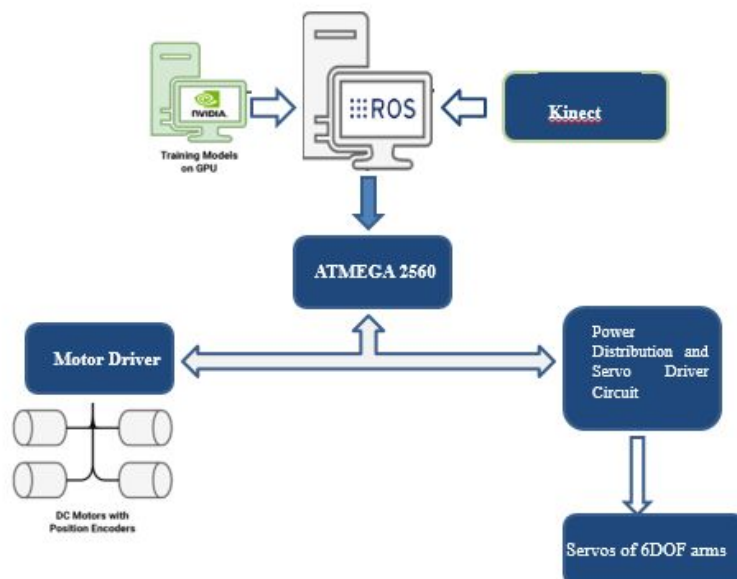 NVIDIA.
Training Models
on GPU
ROS
Kinect
ATMEGA 2560
Motor Driver
Power
Distribution and
Servo Driver
Circuit
DC Motors with
Position Encoders
Servos of 6DOF arms